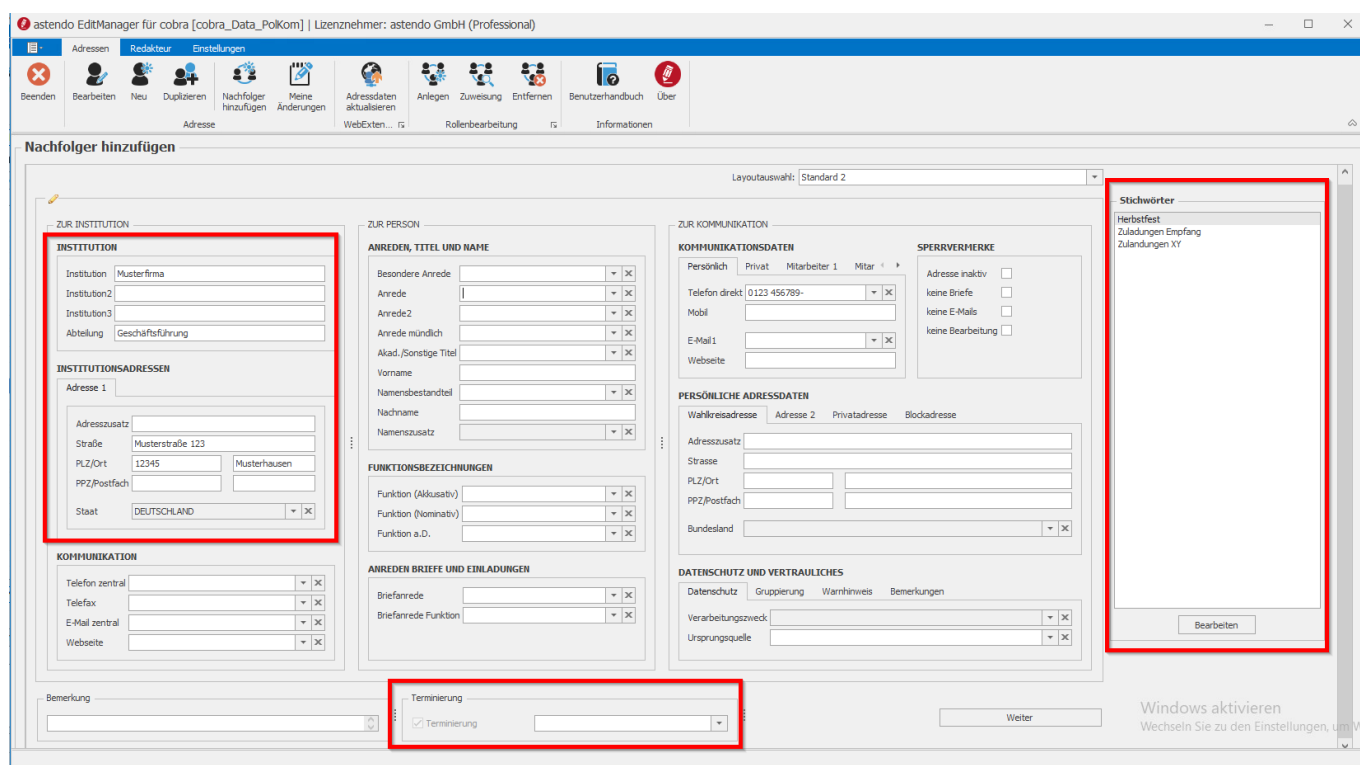 astendo EditManager für cobra [cobra_Data_PolKom] | Lizenznehmer: astendo GmbH (Professional)
Adressen Redakteur Einstellungen
Beenden Bearbeiten Neu Duplizieren Nachfolger hinzufügen Meine Änderungen Adressdaten aktualisieren Anlegen Zuweisung Entfernen Benutzerhandbuch Über
Adresse WebExten... Rollenbearbeitung Informationen
Nachfolger hinzufügen
Layoutauswahl: Standard 2
ZUR INSTITUTION
INSTITUTION
Institution Musterfirma
Institution2
Institution3
Abteilung Geschäftsführung
INSTITUTIONSADRESSEN
Adresse 1
Adresszusatz
Straße Musterstraße 123
PLZ/Ort 12345 Musterhausen
PPZ/Postfach
Staat DEUTSCHLAND
KOMMUNIKATION
Telefon zentral
Telefax
E-Mail zentral
Webseite
ZUR PERSON
ANREDEN, TITEL UND NAME
Besondere Anrede
Anrede
Anrede2
Anrede mündlich
Akad./Sonstige Titel
Vorname
Namensbestandteil
Nachname
Namenszusatz
FUNKTIONSBEZEICHNUNGEN
Funktion (Akkusativ)
Funktion (Nominativ)
Funktion a.D.
ANREDEN BRIEFE UND EINLADUNGEN
Briefanrede
Briefanrede Funktion
ZUR KOMMUNIKATION
KOMMUNIKATIONSDATEN
Persönlich Privat Mitarbeiter 1 Mitar
Telefon direkt 0123 456789-
Mobil
E-Mail1
Webseite
SPERRVERMERKE
Adresse inaktiv
keine Briefe
keine E-Mails
keine Bearbeitung
PERSÖNLICHE ADRESSDATEN
Wahlkreisadresse Adresse 2 Privatadresse Blockadresse
Adresszusatz
Strasse
PLZ/Ort
PPZ/Postfach
Bundesland
DATENSCHUTZ UND VERTRAULICHES
Datenschutz Gruppierung Warnhinweis Bemerkungen
Verarbeitungszweck
Ursprungsquelle
Stichwörter
Herbstfest
Zuladungen Empfang
Zulandungen XY
Bearbeiten
Bemerkung
Terminierung
Terminierung
Weiter
Windows aktivieren
Wechseln Sie zu den Einstellungen, um W